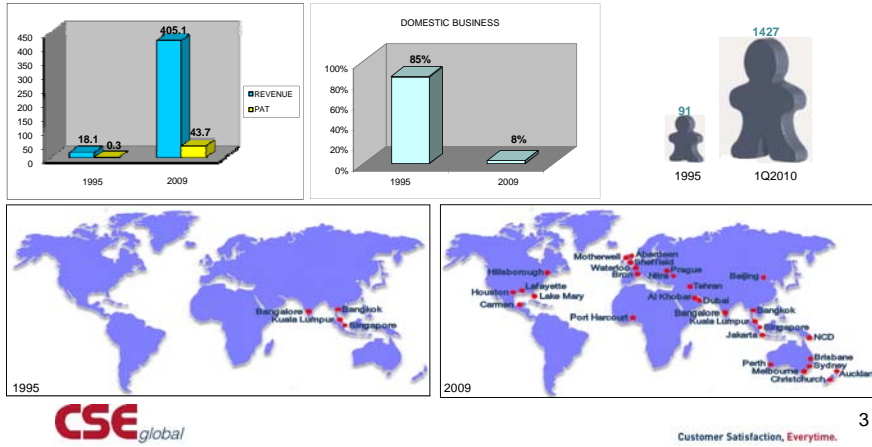 405.1
450
400
350
300
250
200
150
100
50
0
18.1
0.3
43.7
1995
2009
REVENUE
PAT
DOMESTIC BUSINESS
100%
80%
60%
40%
20%
0%
85%
8%
1995
2009
1427
91
1995
1Q2010
Bangalore
Bangkok
Kuala Lumpur
Singapore
1995
Motherwell
Aberdeen
Sheffield
Waterloo
Bron
Nitra
Prague
Beijing
Hillsborough
Lafayette
Houston
Lake Mary
Carmen
Tehran
Al Khobar
Dubai
Port Harcourt
Bangalore
Bangkok
Kuala Lumpur
Singapore
Jakarta
NCD
Perth
Brisbane
Sydney
Melbourne
Aucklan
Christchurch
2009
CSE global
Customer Satisfaction, Everytime.
3